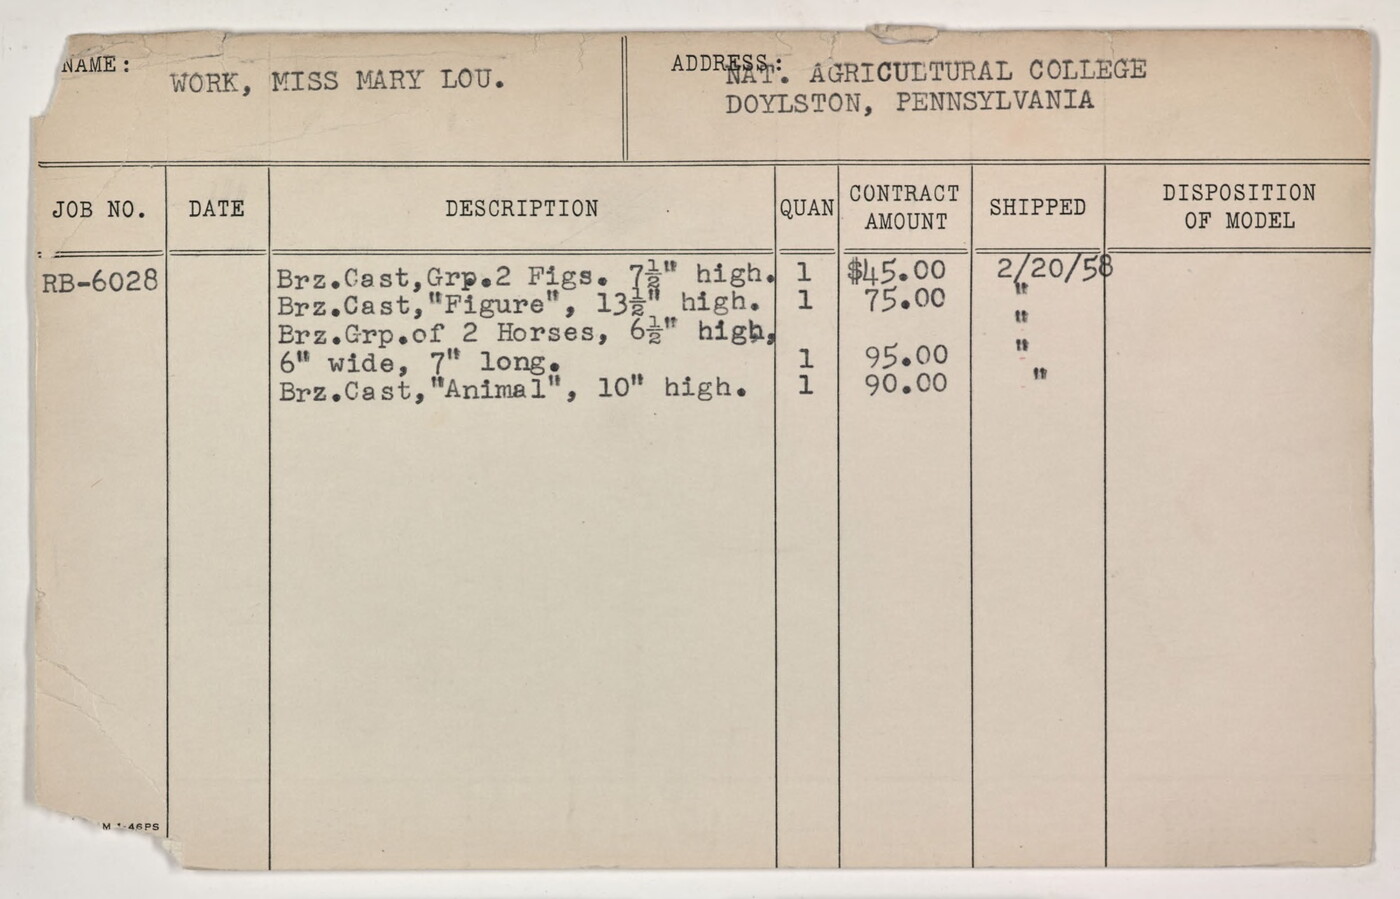 NAME: WORK, MISS MARY LOU.
ADDRESS: NAT. AGRICULTURAL COLLEGE
DOYLSTON, PENNSYLVANIA
JOB NO. DATE DESCRIPTION QUAN CONTRACT AMOUNT SHIPPED DISPOSITION OF MODEL
RB-6028 Brz.Cast,Grp.2 Figs. 7½" high. 1 $45.00 2/20/58
Brz.Cast,"Figure", 13½" high. 1 75.00 "
Brz.Grp.of 2 Horses, 6½" high, "
6" wide, 7" long. 1 95.00 "
Brz.Cast,"Animal", 10" high. 1 90.00 "
46PS